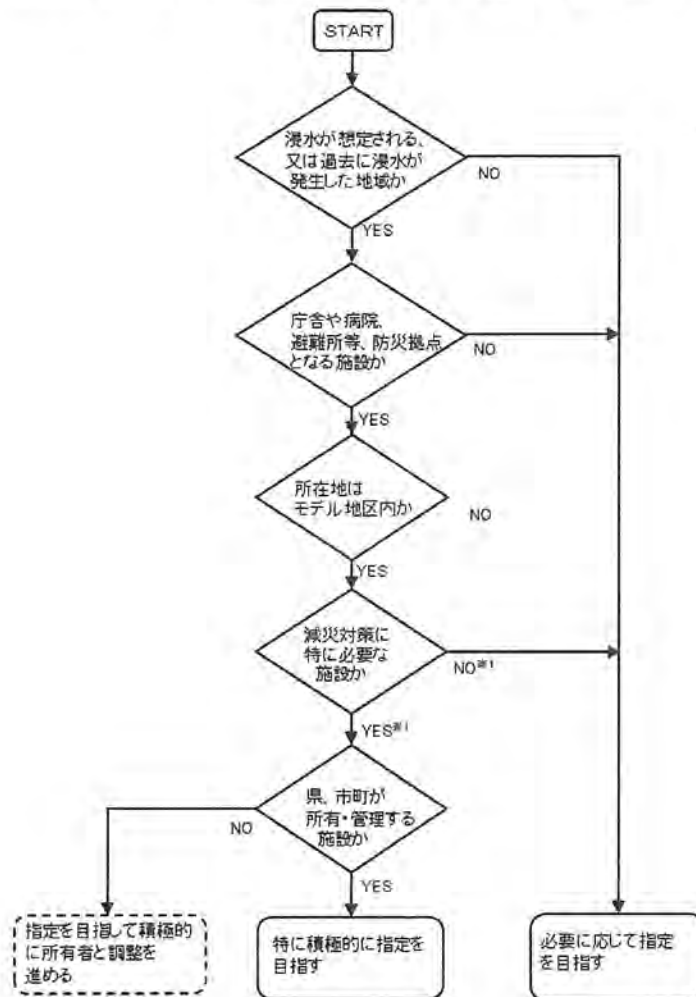 START
浸水が想定される、
又は過去に浸水が
発生した地域か
NO
YES
庁舎や病院、
避難所等、防災拠点
となる施設か
NO
YES
所在地は
モデル地区内か
NO
YES
減災対策に
特に必要な
施設か
NO※1
YES※1
県、市町が
所有・管理する
施設か
NO
YES
指定を目指して積極的
に所有者と調整を
進める
特に積極的に指定を
目指す
必要に応じて指定
を目指す